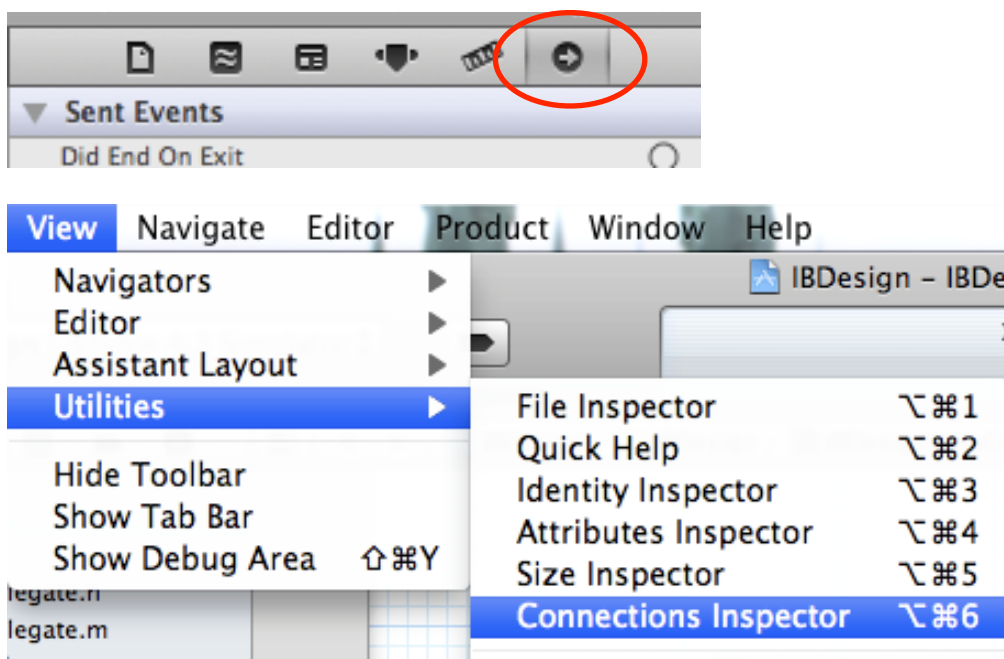 Sent Events
Did End On Exit
View Navigate Editor Product Window Help
IBDesign - IBDe
Navigators
Editor
Assistant Layout
Utilities
Hide Toolbar
Show Tab Bar
Show Debug Area ⇧⌘Y
File Inspector ⌥⌘1
Quick Help ⌥⌘2
Identity Inspector ⌥⌘3
Attributes Inspector ⌥⌘4
Size Inspector ⌥⌘5
Connections Inspector ⌥⌘6
legate.h
legate.m